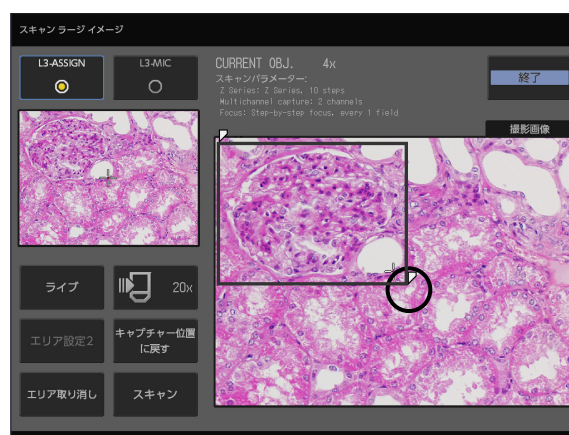 スキャン ラージ イメージ
L3-ASSIGN
L3-MIC
CURRENT OBJ. 4x
スキャンパラメーター:
Z Series: Z Series, 10 steps
Multichannel capture: 2 channels
Focus: Step-by-step focus, every 1 field
終了
撮影画像
ライブ
20x
エリア設定2
キャプチャー位置
に戻す
エリア取り消し
スキャン